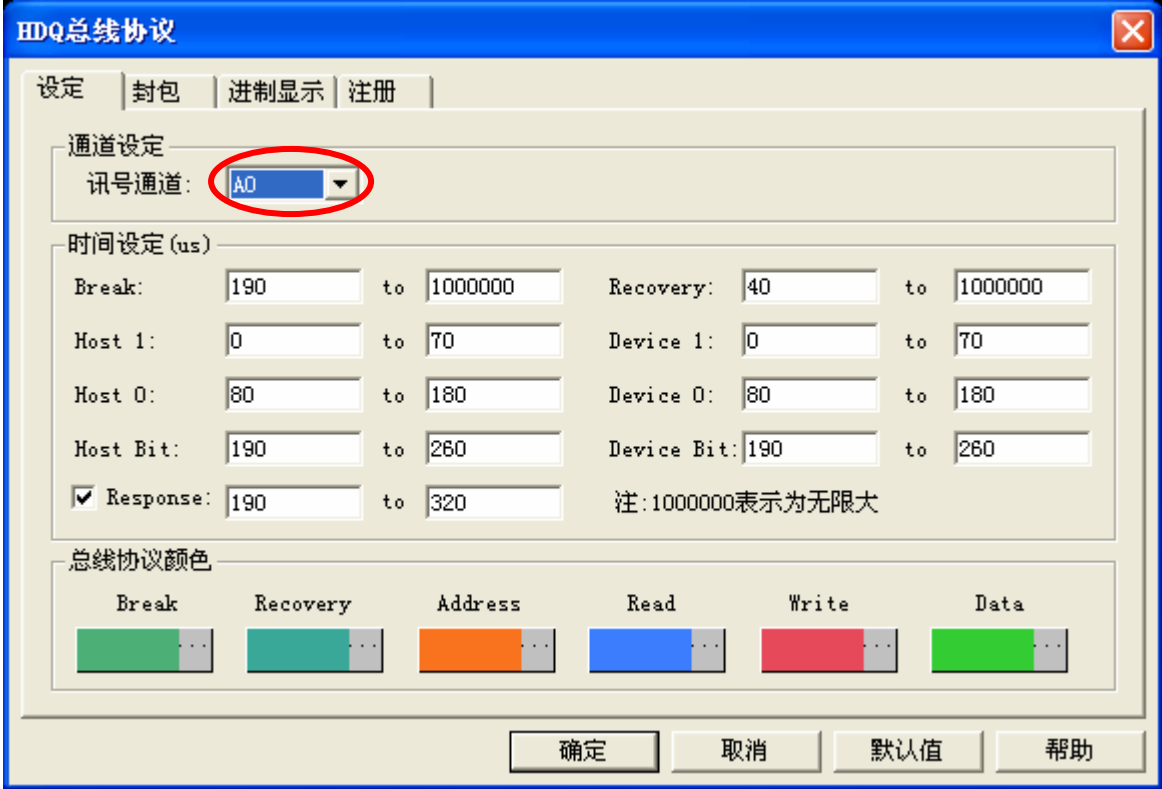 HDQ总线协议
设定 封包 进制显示 注册
通道设定
讯号通道: A0
时间设定(us)
Break: 190 to 1000000 Recovery: 40 to 1000000
Host 1: 0 to 70 Device 1: 0 to 70
Host 0: 80 to 180 Device 0: 80 to 180
Host Bit: 190 to 260 Device Bit: 190 to 260
Response: 190 to 320 注:1000000表示为无限大
总线协议颜色
Break Recovery Address Read Write Data
... ... ... ... ... ...
确定 取消 默认值 帮助